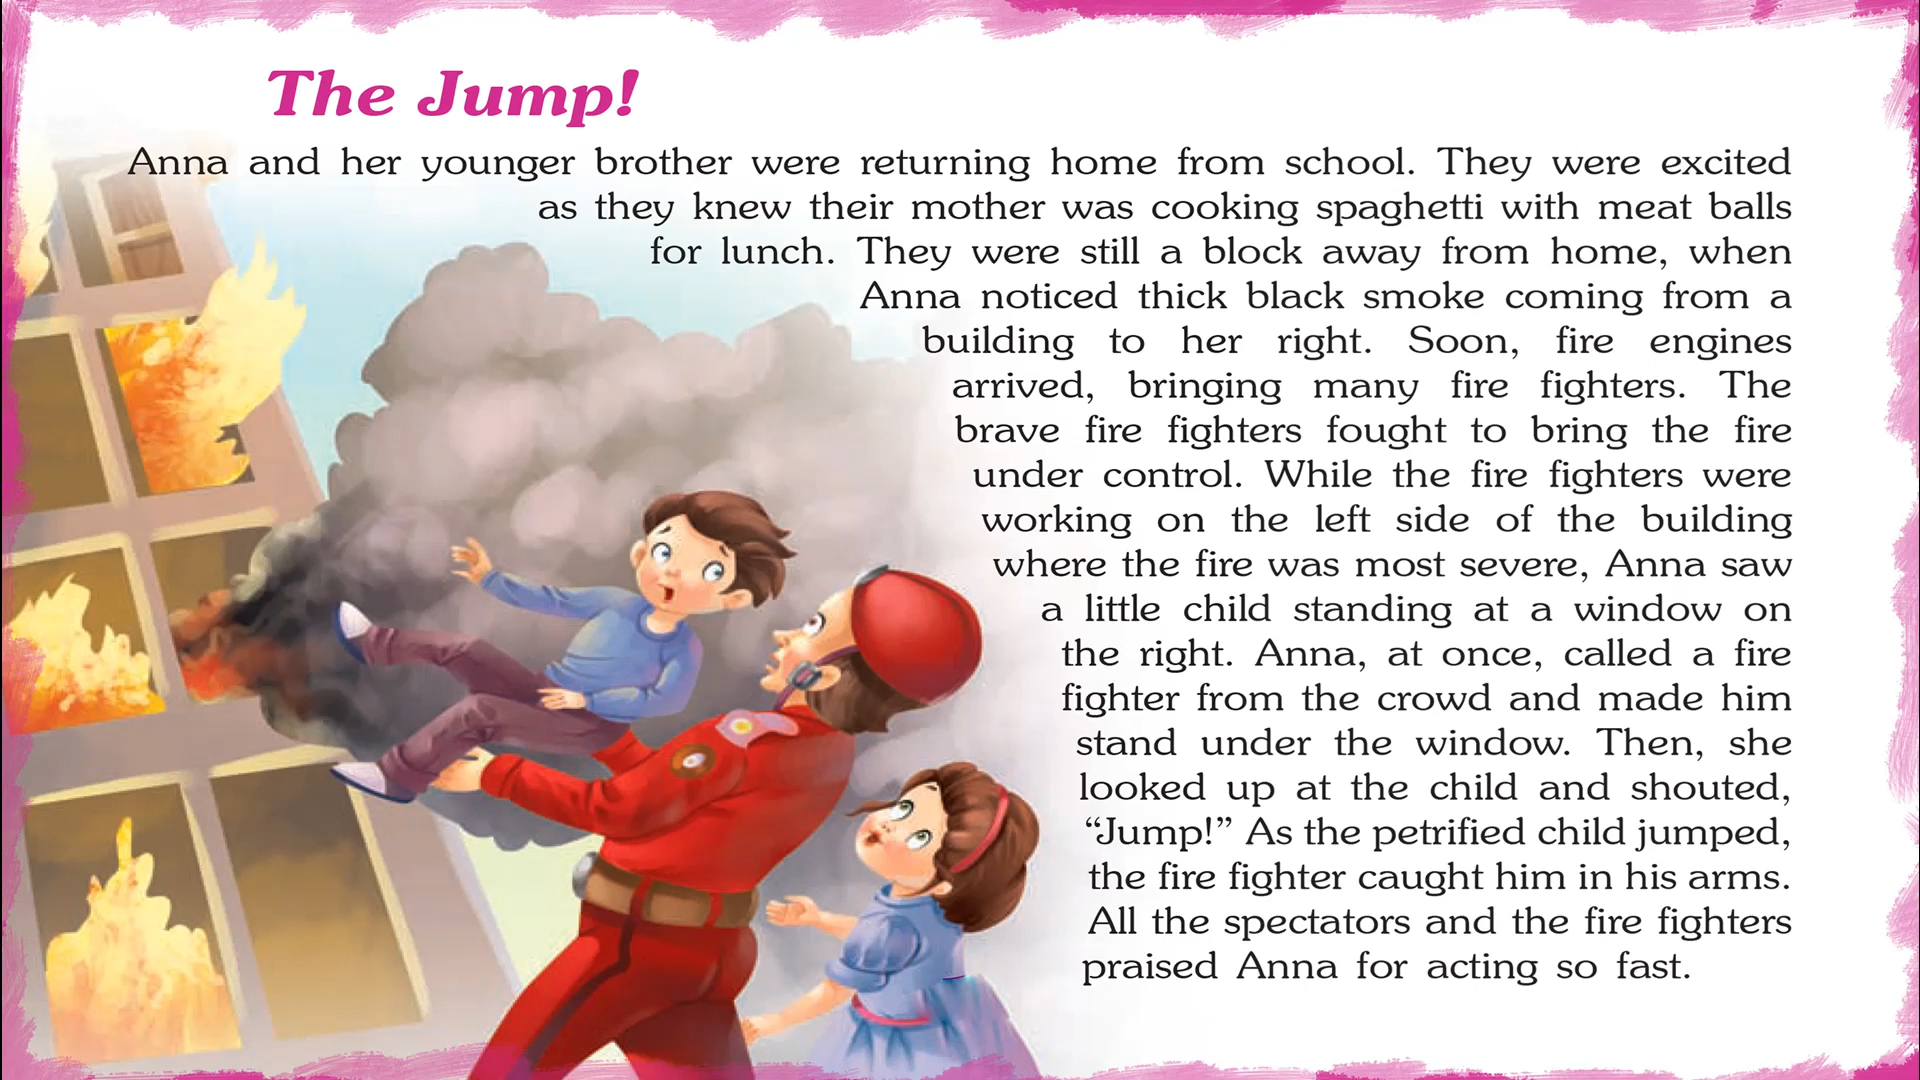 The Jump!
Anna and her younger brother were returning home from school. They were excited
as they knew their mother was cooking spaghetti with meat balls
for lunch. They were still a block away from home, when
Anna noticed thick black smoke coming from a
building to her right. Soon, fire engines
arrived, bringing many fire fighters. The
brave fire fighters fought to bring the fire
under control. While the fire fighters were
working on the left side of the building
where the fire was most severe, Anna saw
a little child standing at a window on
the right. Anna, at once, called a fire
fighter from the crowd and made him
stand under the window. Then, she
looked up at the child and shouted,
“Jump!” As the petrified child jumped,
the fire fighter caught him in his arms.
All the spectators and the fire fighters
praised Anna for acting so fast.